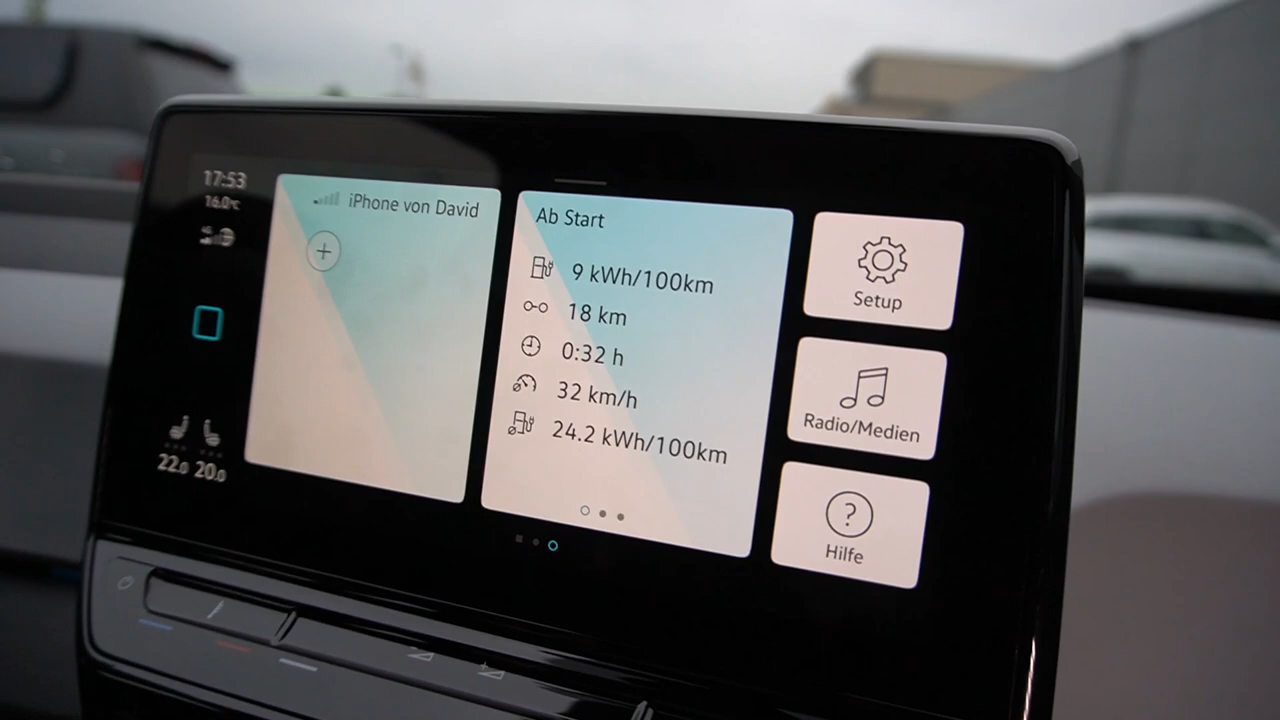 17:53
16.0°C
iPhone von David
Ab Start
9 kWh/100km
18 km
0:32 h
32 km/h
24.2 kWh/100km
Setup
Radio/Medien
?
Hilfe
22.0 20.0